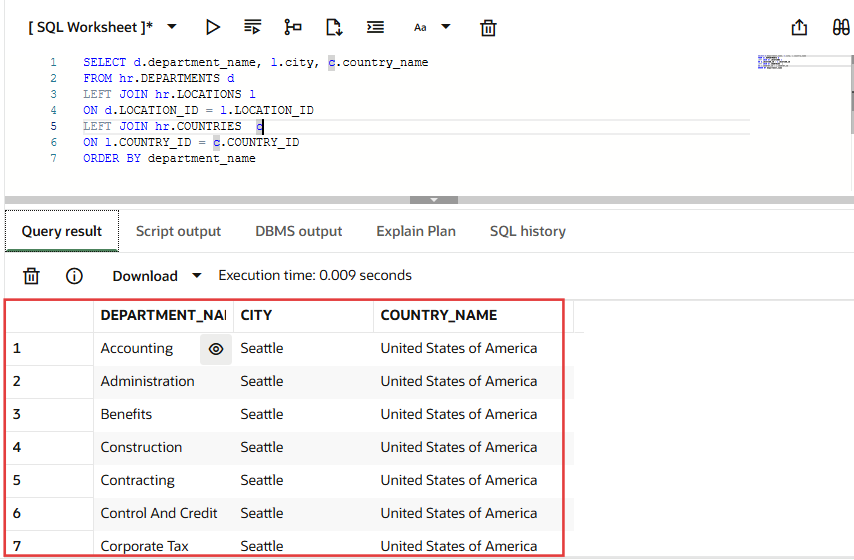 [ SQL Worksheet ]*
Aa
1 SELECT d.department_name, l.city, c.country_name
2 FROM hr.DEPARTMENTS d
3 LEFT JOIN hr.LOCATIONS l
4 ON d.LOCATION_ID = l.LOCATION_ID
5 LEFT JOIN hr.COUNTRIES  c
6 ON l.COUNTRY_ID = c.COUNTRY_ID
7 ORDER BY department_name
Query result Script output DBMS output Explain Plan SQL history
Download Execution time: 0.009 seconds
DEPARTMENT_NAI CITY COUNTRY_NAME
1 Accounting Seattle United States of America
2 Administration Seattle United States of America
3 Benefits Seattle United States of America
4 Construction Seattle United States of America
5 Contracting Seattle United States of America
6 Control And Credit Seattle United States of America
7 Corporate Tax Seattle United States of America